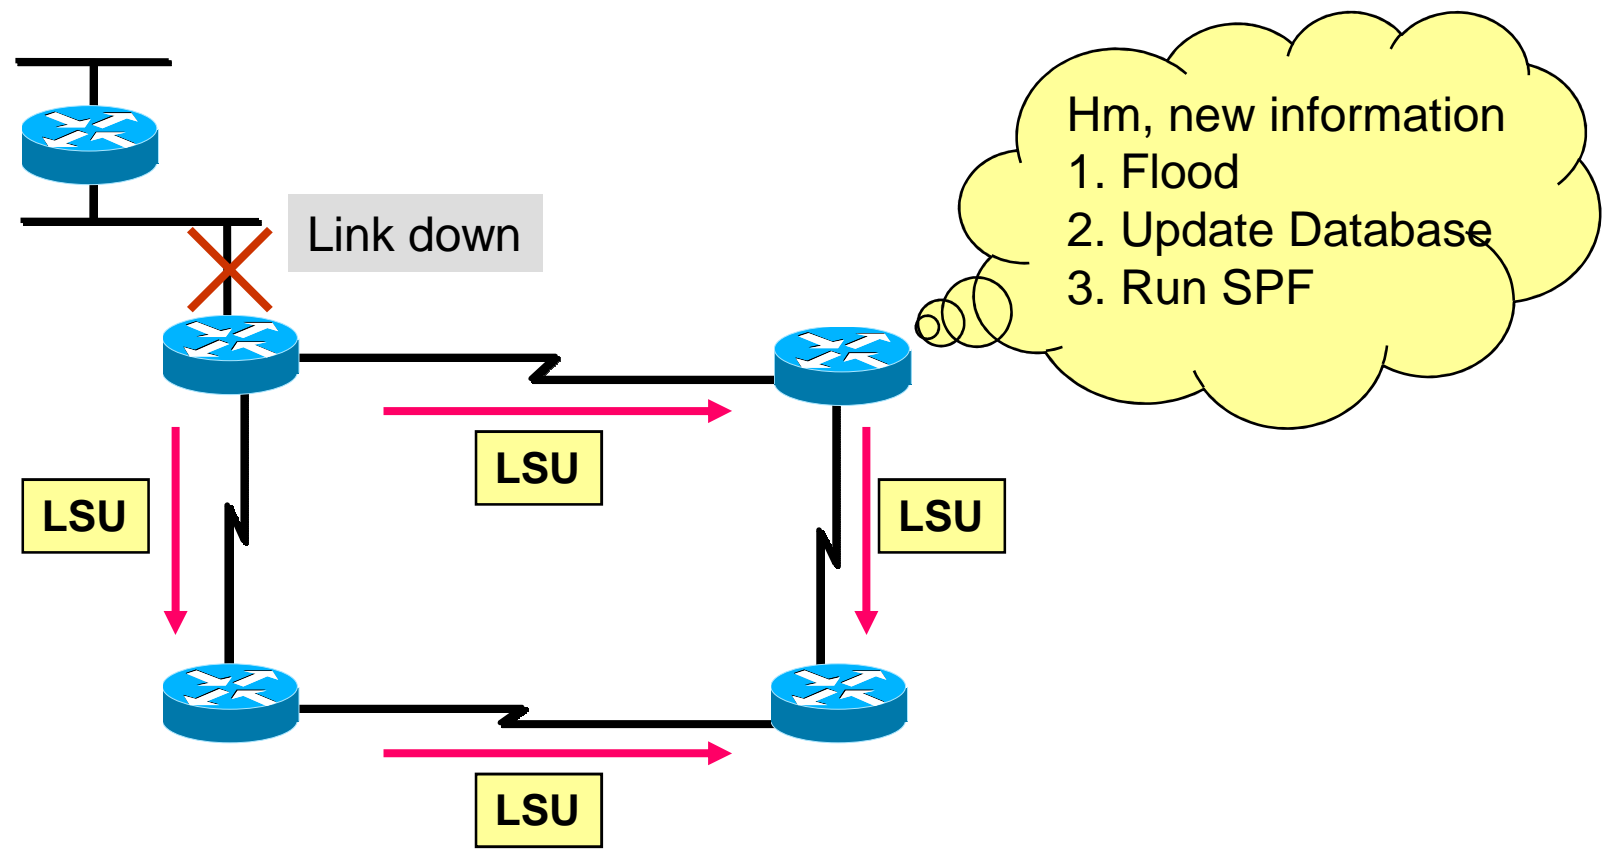 Hm, new information
1. Flood
2. Update Database
3. Run SPF
Link down
LSU
LSU
LSU
LSU